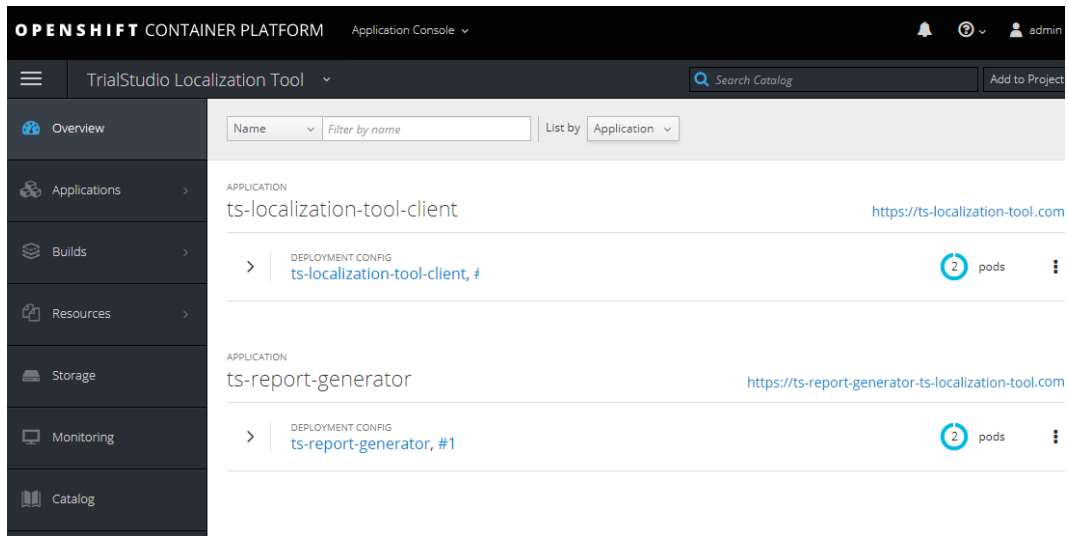 OPENSHIFT CONTAINER PLATFORM Application Console admin
TrialStudio Localization Tool Search Catalog Add to Project
Overview
Name Filter by name List by Application
Applications
Builds
Resources
Storage
Monitoring
Catalog
APPLICATION
ts-localization-tool-client https://ts-localization-tool.com
DEPLOYMENT CONFIG
ts-localization-tool-client, #
2 pods
APPLICATION
ts-report-generator https://ts-report-generator-ts-localization-tool.com
DEPLOYMENT CONFIG
ts-report-generator, #1
2 pods